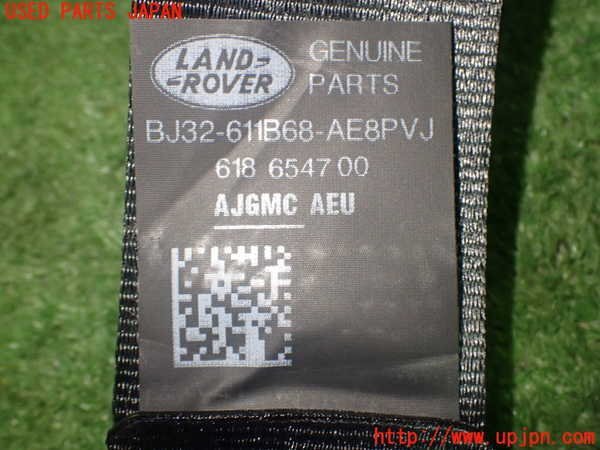 USED PARTS JAPAN
LAND-
-ROVER
GENUINE
PARTS
BJ32-611B68-AE8PVJ
618 6547 00
AJGMC AEU
http://www.upjpn.com/